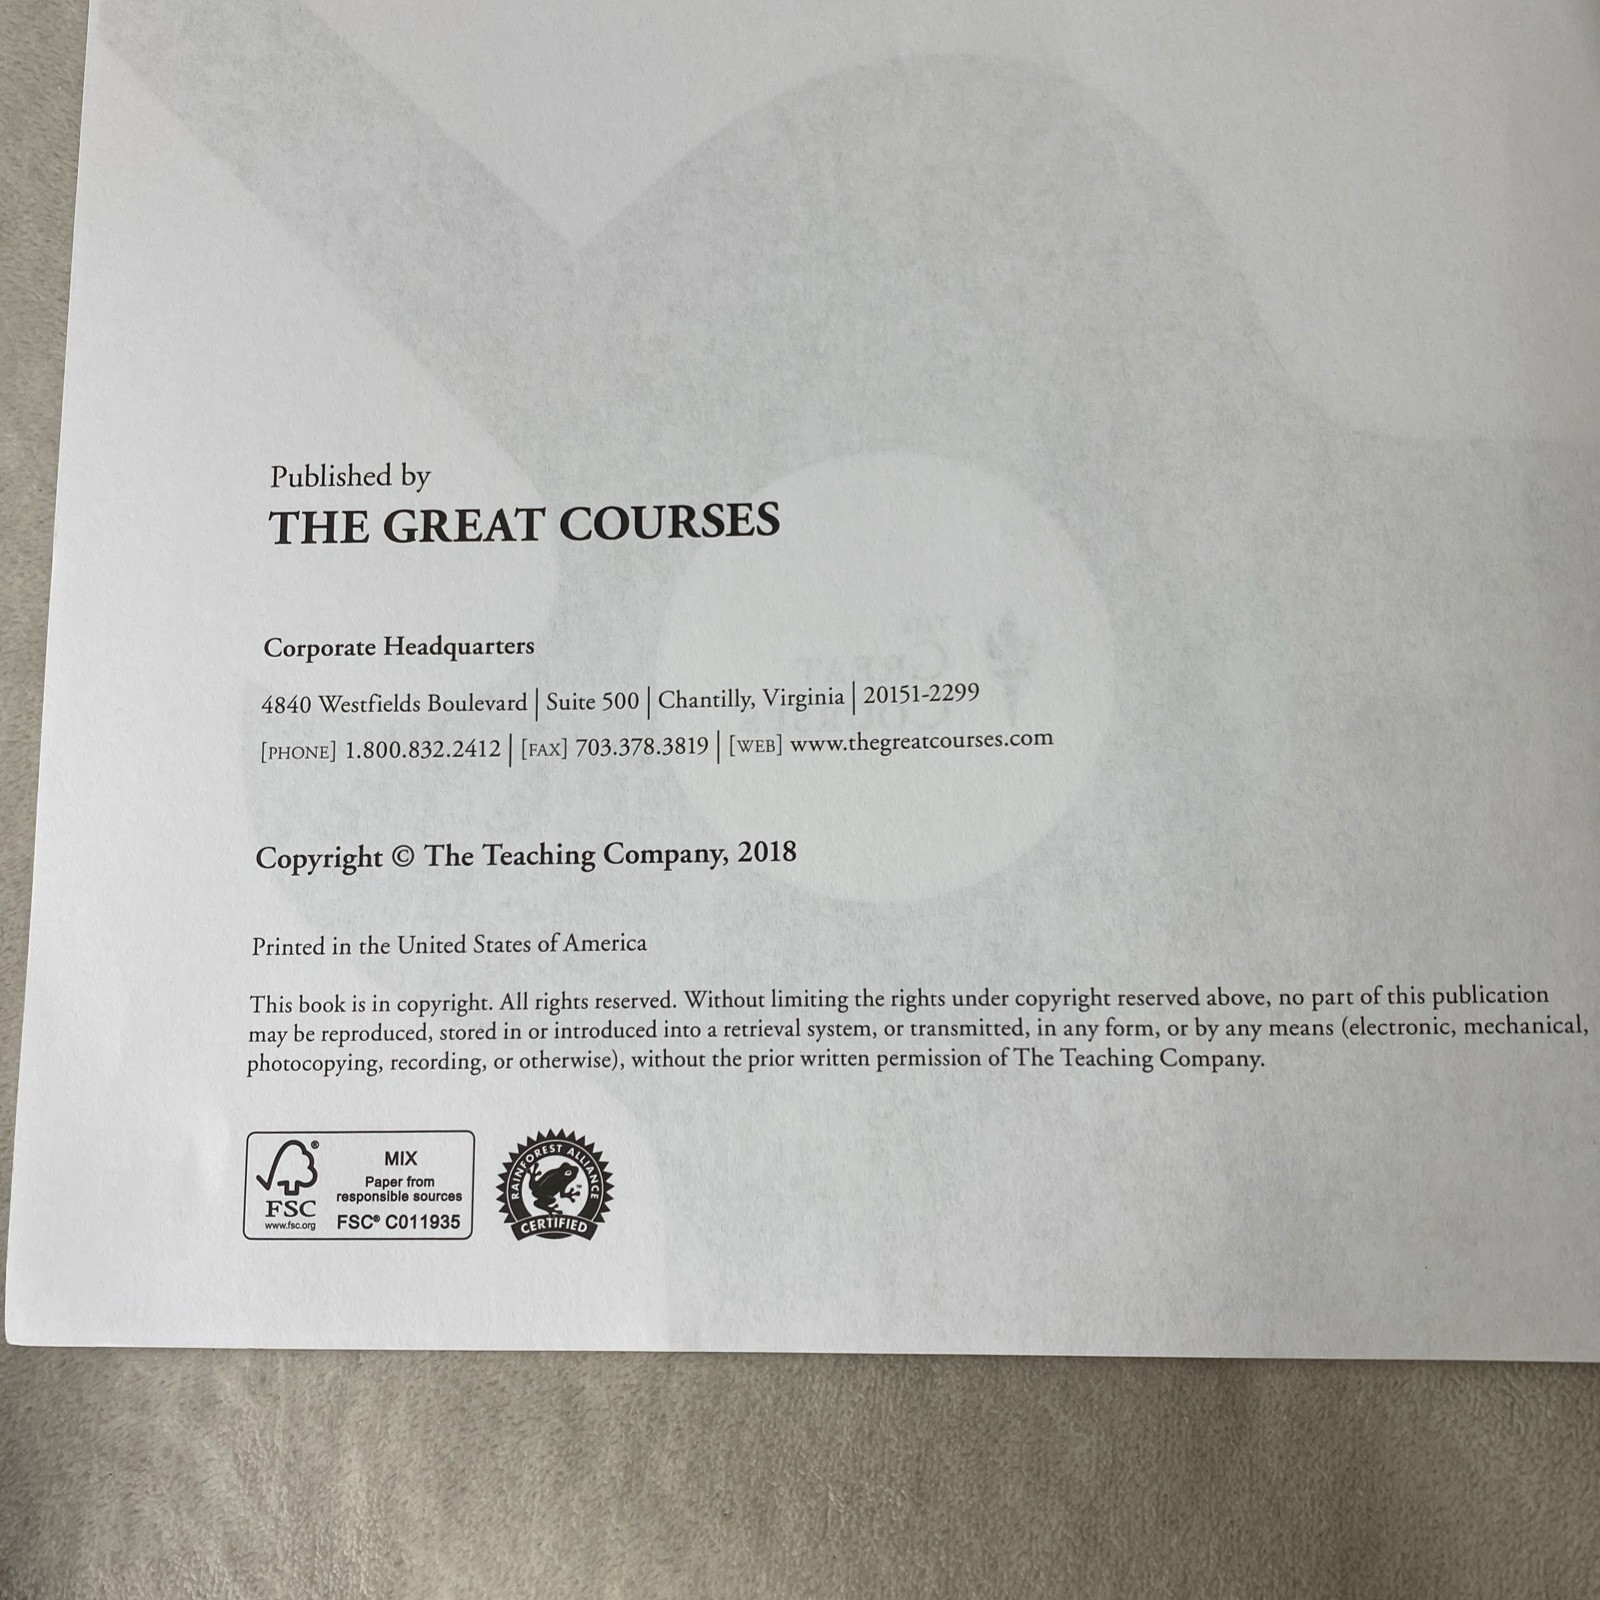 Published by
THE GREAT COURSES
Corporate Headquarters
4840 Westfields Boulevard | Suite 500 | Chantilly, Virginia | 20151-2299
[PHONE] 1.800.832.2412 | [FAX] 703.378.3819 | [WEB] www.thegreatcourses.com
Copyright © The Teaching Company, 2018
Printed in the United States of America
This book is in copyright. All rights reserved. Without limiting the rights under copyright reserved above, no part of this publication
may be reproduced, stored in or introduced into a retrieval system, or transmitted, in any form, or by any means (electronic, mechanical,
photocopying, recording, or otherwise), without the prior written permission of The Teaching Company.
®
FSC
www.fsc.org
MIX
Paper from
responsible sources
FSC® C011935
RAINFOREST ALLIANCE
™
CERTIFIED